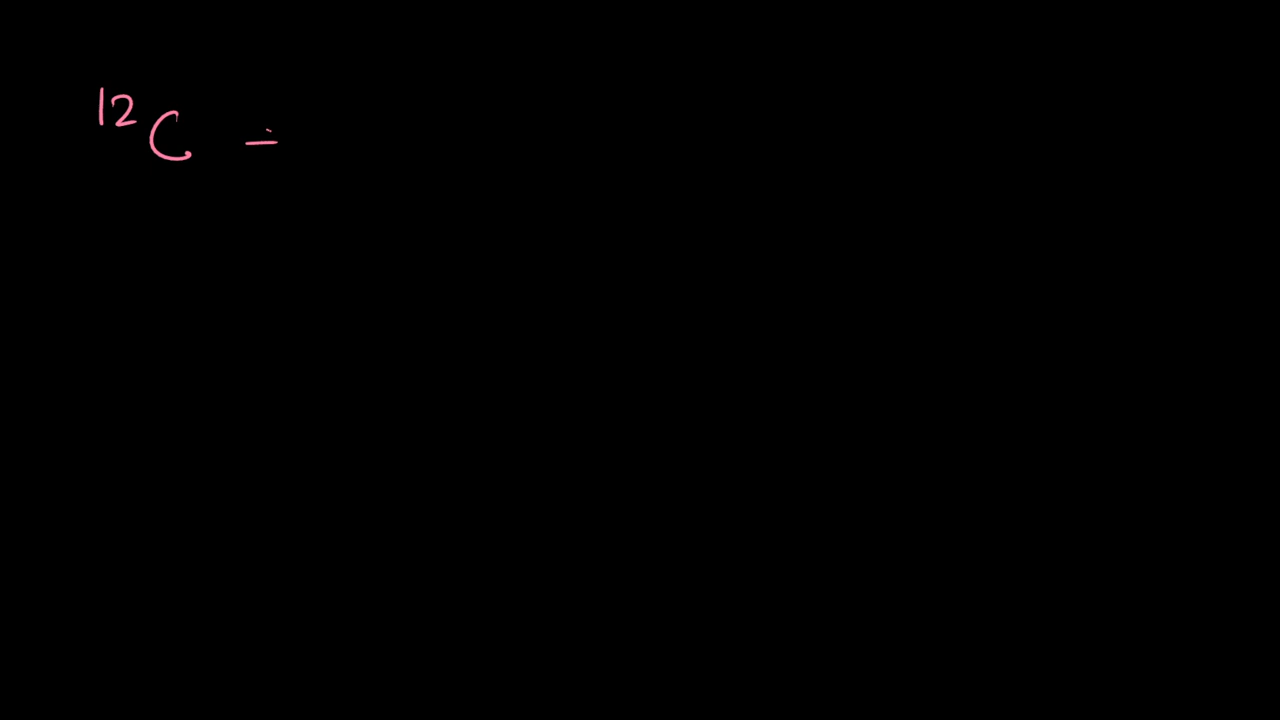 ¹²C =